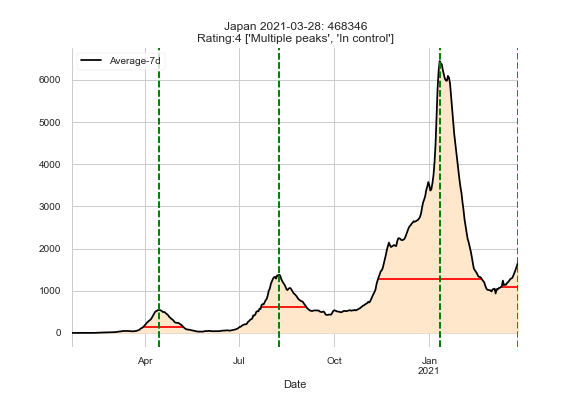 Japan 2021-03-28: 468346
Rating:4 ['Multiple peaks', 'In control']
Average-7d
6000
5000
4000
3000
2000
1000
0
Apr
Jul
Oct
Jan
2021
Date